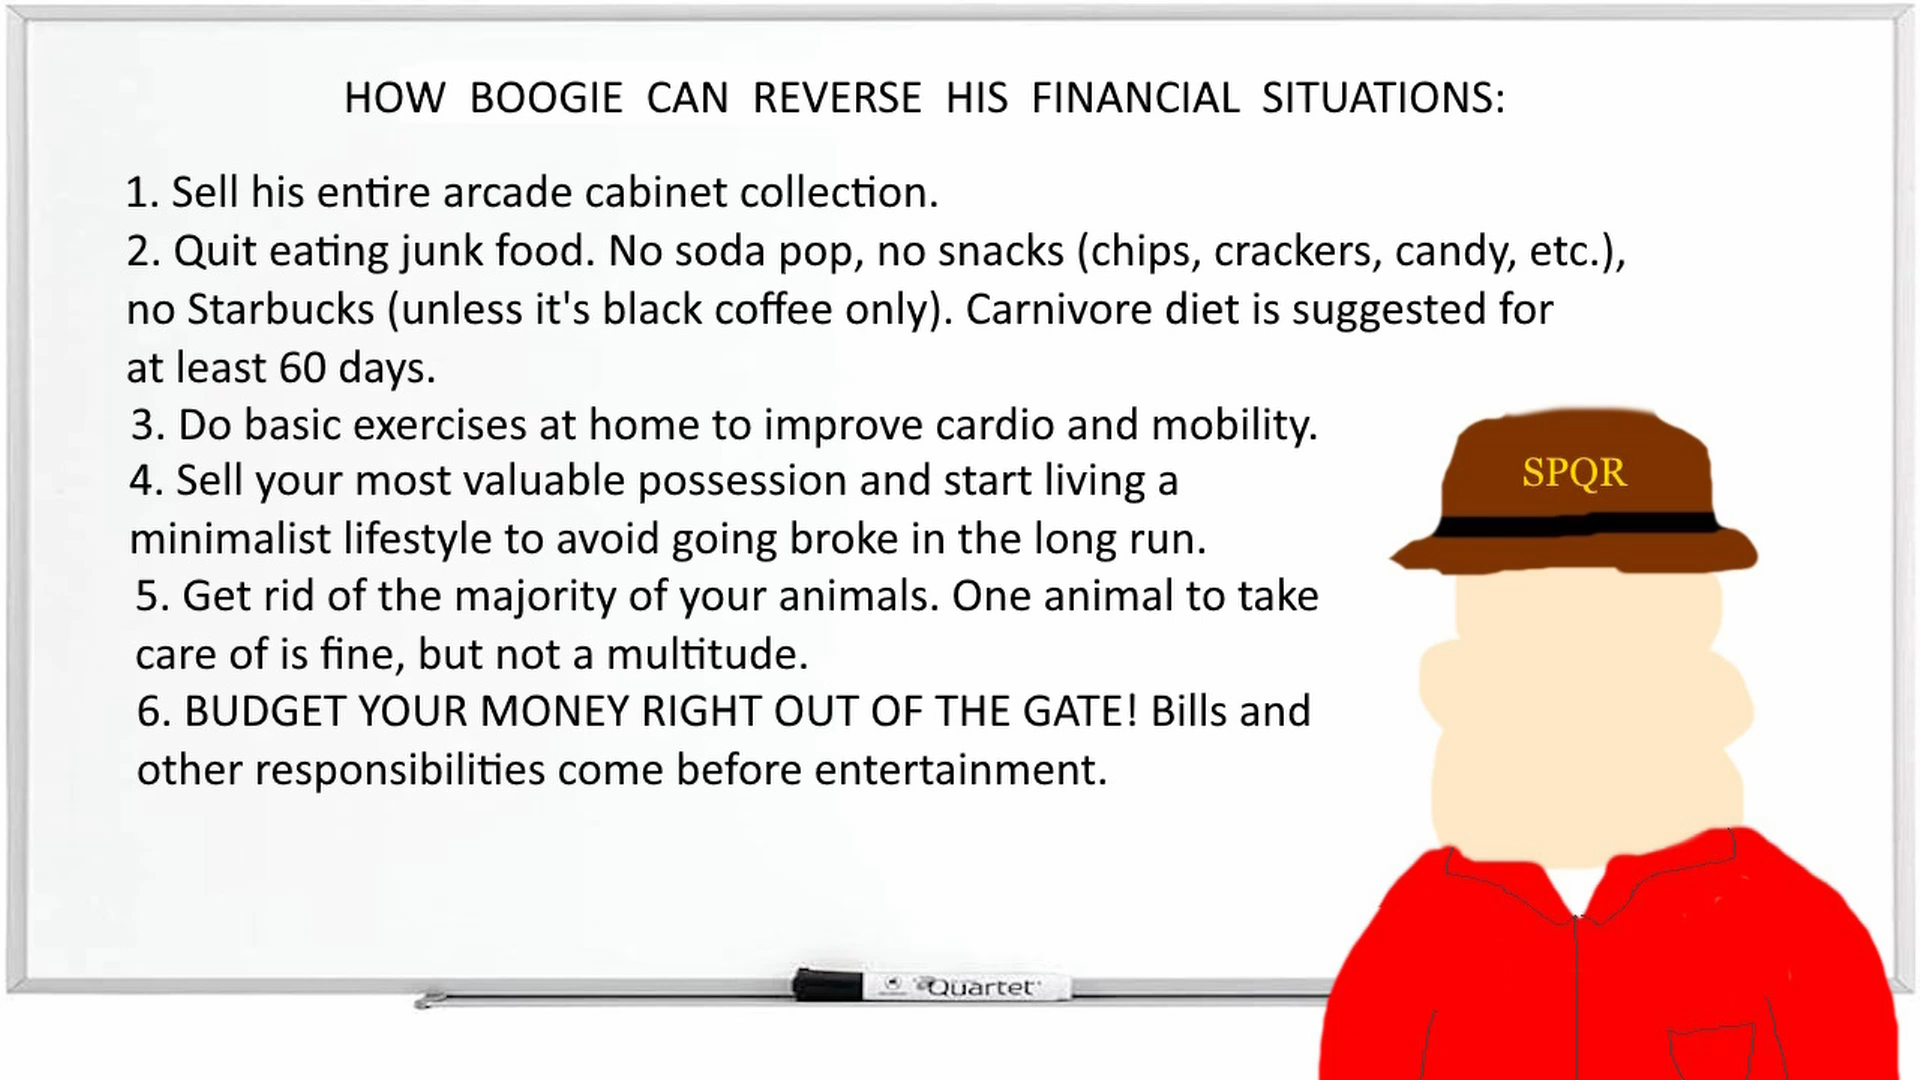 HOW BOOGIE CAN REVERSE HIS FINANCIAL SITUATIONS:
1. Sell his entire arcade cabinet collection.
2. Quit eating junk food. No soda pop, no snacks (chips, crackers, candy, etc.),
no Starbucks (unless it's black coffee only). Carnivore diet is suggested for
at least 60 days.
3. Do basic exercises at home to improve cardio and mobility.
4. Sell your most valuable possession and start living a
minimalist lifestyle to avoid going broke in the long run.
5. Get rid of the majority of your animals. One animal to take
care of is fine, but not a multitude.
6. BUDGET YOUR MONEY RIGHT OUT OF THE GATE! Bills and
other responsibilities come before entertainment.
SPQR
Quartet